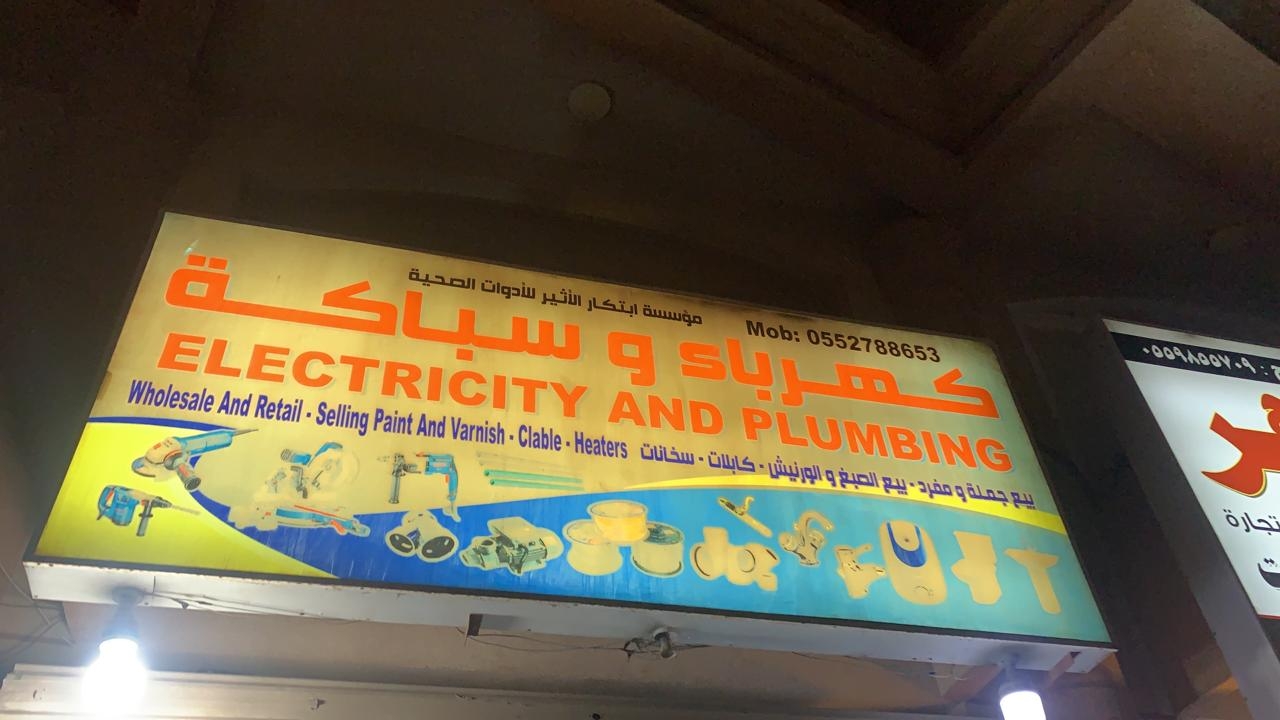 مؤسسة ابتكار الأثير للأدوات الصحية
Mob: 0552788653
كهرباء و سباكة
ELECTRICITY AND PLUMBING
Wholesale And Retail - Selling Paint And Varnish - Clable - Heaters
بيع جملة و مفرد - بيع الصبغ و الورنيش - كابلات - سخانات
٠٥٥٩٨٥٥٧٠٩
تجارة